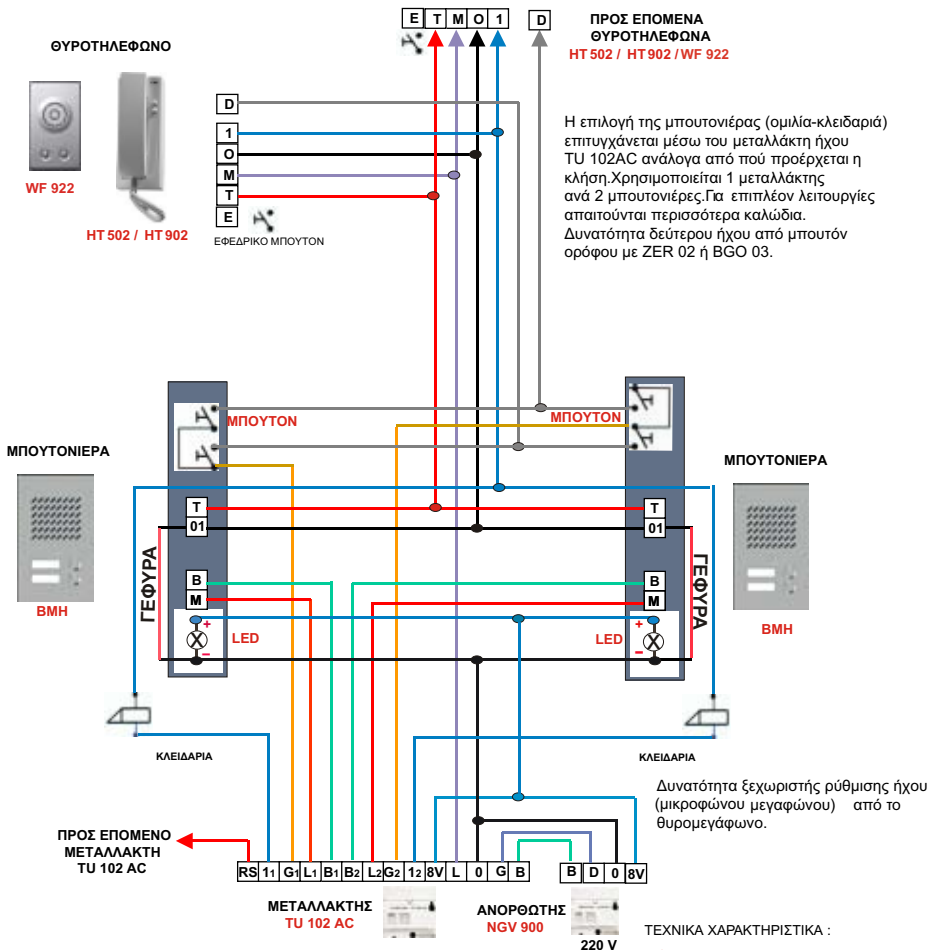 E T M O 1 D
ΠΡΟΣ ΕΠΟΜΕΝΑ
ΘΥΡΟΤΗΛΕΦΩΝΑ
HT 502 / HT 902 / WF 922
ΘΥΡΟΤΗΛΕΦΩΝΟ
WF 922
HT 502 / HT 902
D
1
O
M
T
E
ΕΦΕΔΡΙΚΟ ΜΠΟΥΤΟΝ
Η επιλογή της μπουτονιέρας (ομιλία-κλειδαριά)
επιτυγχάνεται μέσω του μεταλλάκτη ήχου
TU 102AC ανάλογα από πού προέρχεται η
κλήση.Χρησιμοποιείται 1 μεταλλάκτης
ανά 2 μπουτονιέρες.Για επιπλέον λειτουργίες
απαιτούνται περισσότερα καλώδια.
Δυνατότητα δεύτερου ήχου από μπουτόν
ορόφου με ZER 02 ή BGO 03.
ΜΠΟΥΤΟΝ
ΜΠΟΥΤΟΝ
ΜΠΟΥΤΟΝΙΕΡΑ
BMH
ΜΠΟΥΤΟΝΙΕΡΑ
BMH
T
01
B
M
T
01
B
M
ΓΕΦΥΡΑ
ΓΕΦΥΡΑ
+
−
LED
LED
+
−
ΚΛΕΙΔΑΡΙΑ
ΚΛΕΙΔΑΡΙΑ
Δυνατότητα ξεχωριστής ρύθμισης ήχου
(μικροφώνου μεγαφώνου) από το
θυρομεγάφωνο.
ΠΡΟΣ ΕΠΟΜΕΝΟ
ΜΕΤΑΛΛΑΚΤΗ
TU 102 AC
RS 11 G1 L1 B1 B2 L2 G2 12 8V L 0 G B
B D 0 8V
ΜΕΤΑΛΛΑΚΤΗΣ
TU 102 AC
ΑΝΟΡΘΩΤΗΣ
NGV 900
220 V
ΤΕΧΝΙΚΑ ΧΑΡΑΚΤΗΡΙΣΤΙΚΑ :